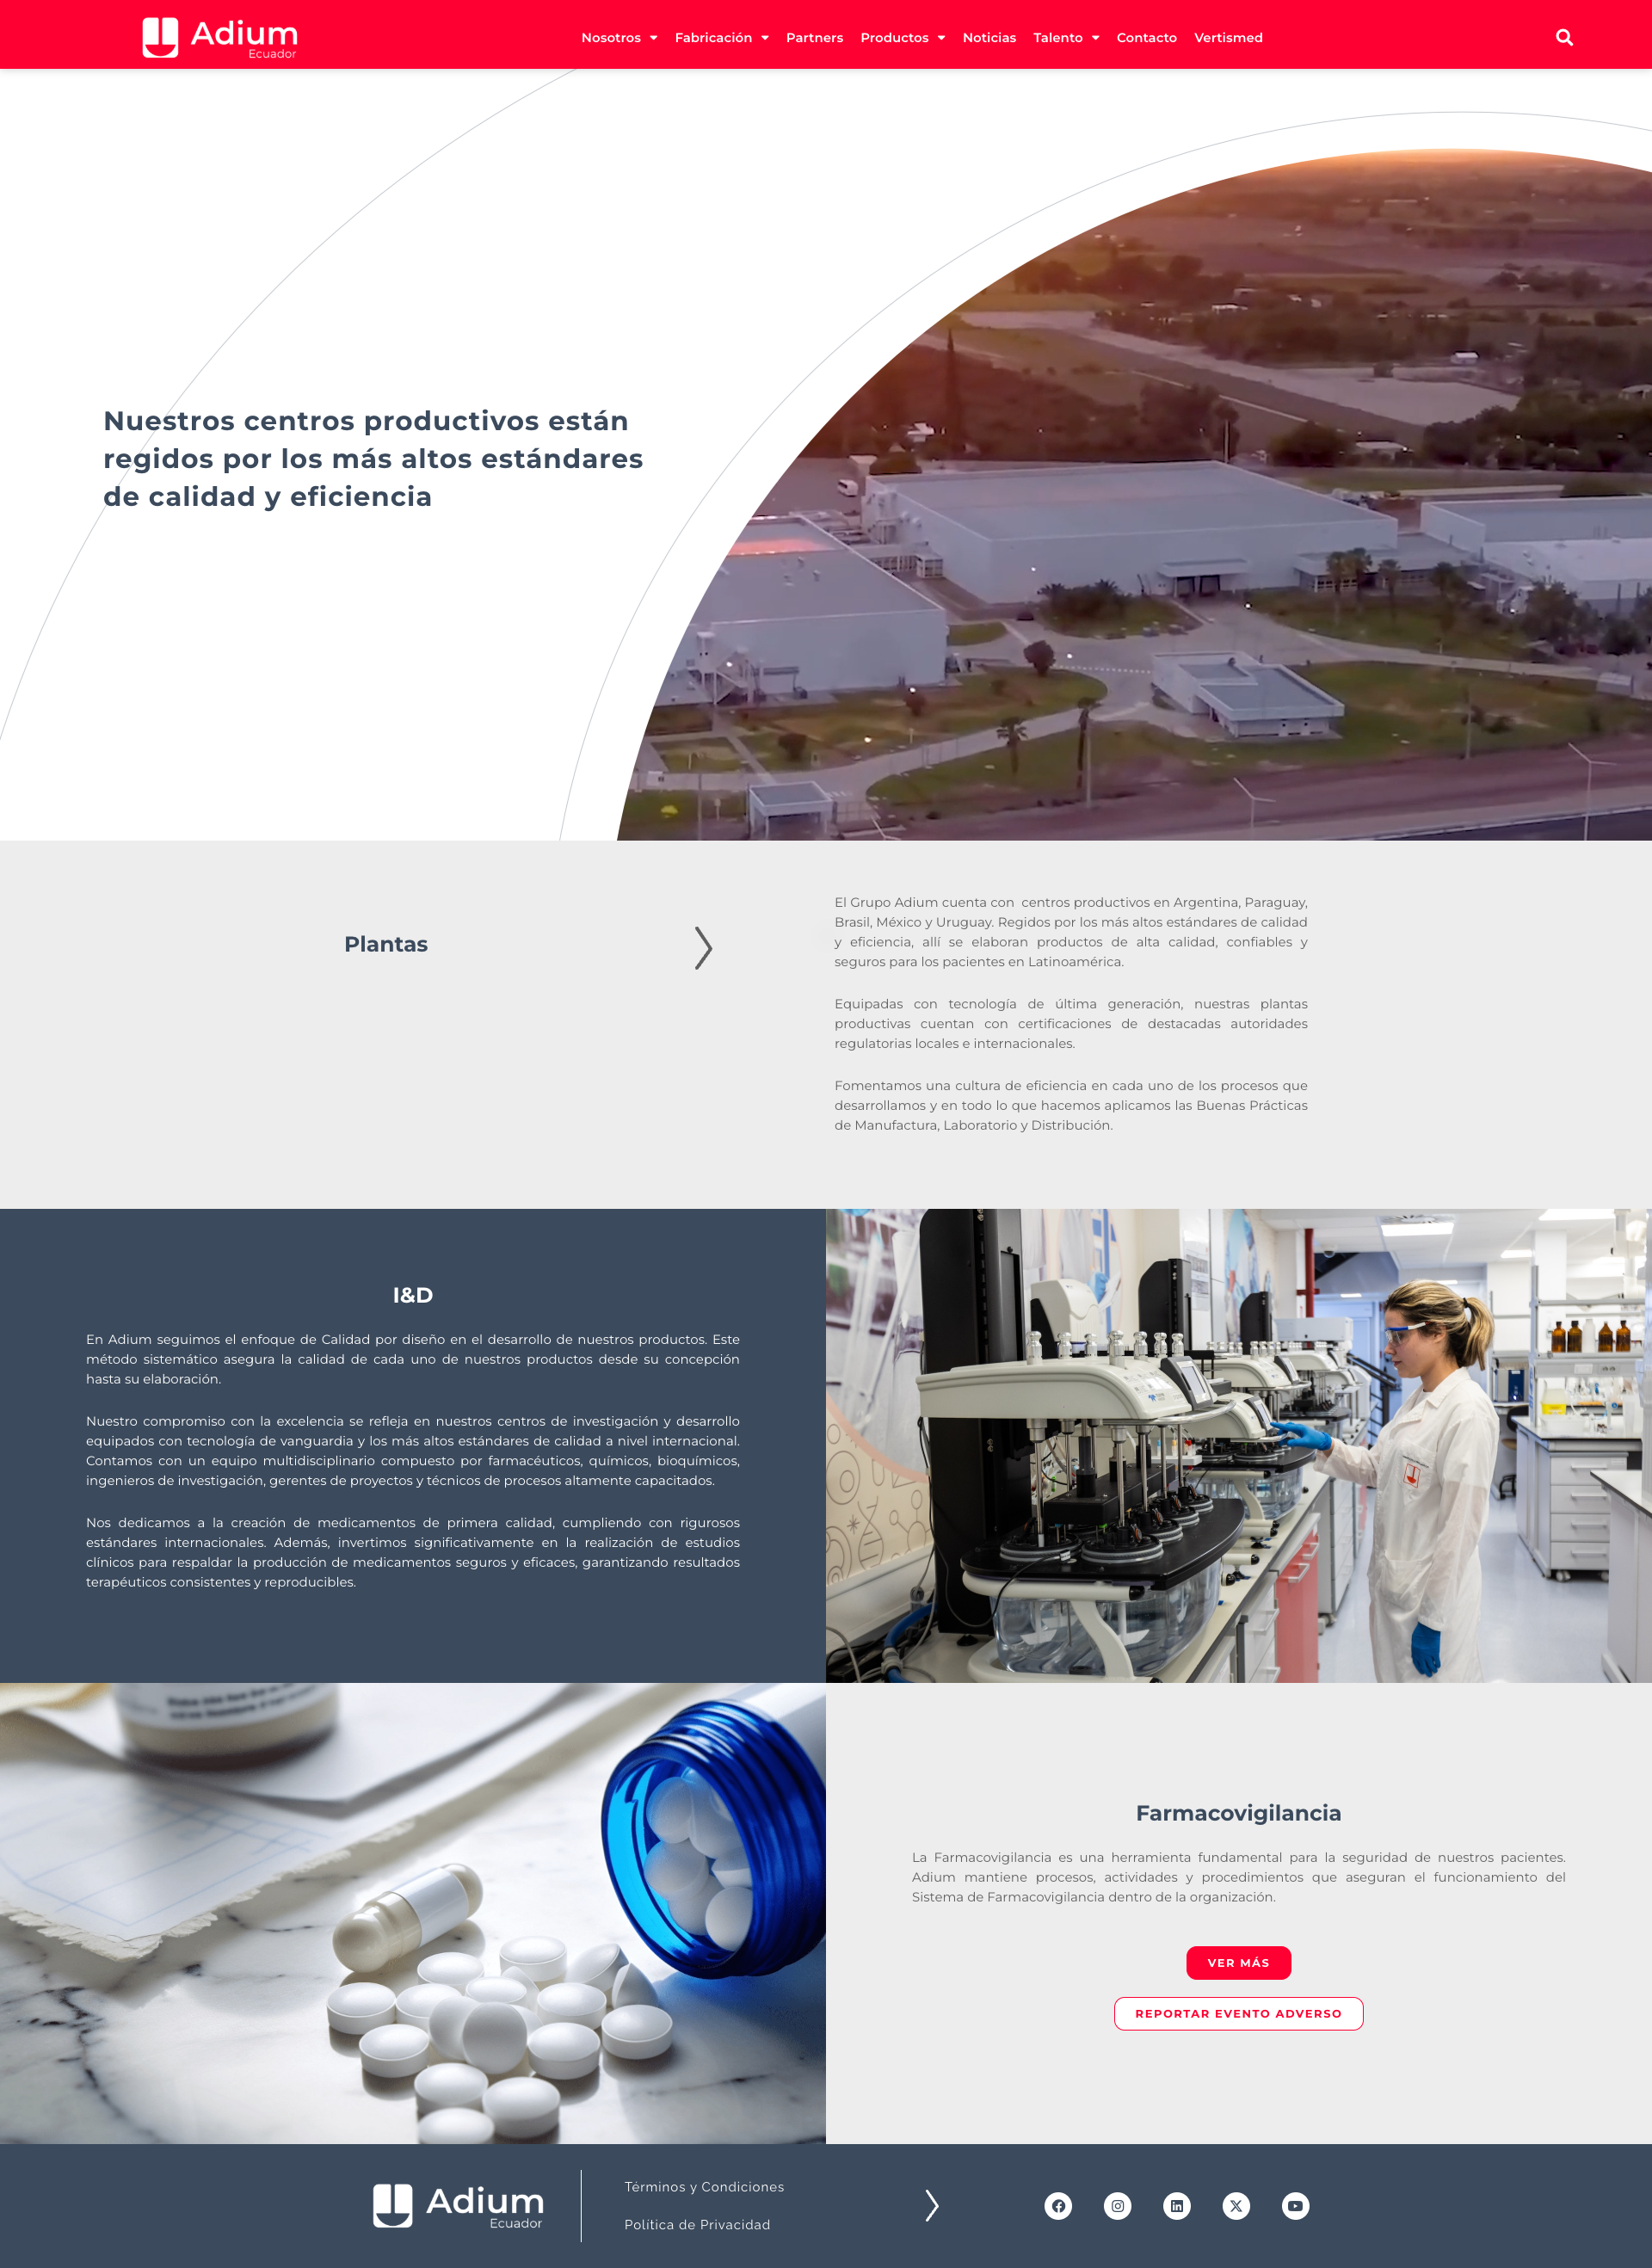 Adium
Ecuador
Nosotros Fabricación Partners Productos Noticias Talento Contacto Vertismed
Nuestros centros productivos están
regidos por los más altos estándares
de calidad y eficiencia
Plantas
El Grupo Adium cuenta con  centros productivos en Argentina, Paraguay,
Brasil, México y Uruguay. Regidos por los más altos estándares de calidad
y eficiencia, allí se elaboran productos de alta calidad, confiables y
seguros para los pacientes en Latinoamérica.
Equipadas con tecnología de última generación, nuestras plantas
productivas cuentan con certificaciones de destacadas autoridades
regulatorias locales e internacionales.
Fomentamos una cultura de eficiencia en cada uno de los procesos que
desarrollamos y en todo lo que hacemos aplicamos las Buenas Prácticas
de Manufactura, Laboratorio y Distribución.
I&D
En Adium seguimos el enfoque de Calidad por diseño en el desarrollo de nuestros productos. Este
método sistemático asegura la calidad de cada uno de nuestros productos desde su concepción
hasta su elaboración.
Nuestro compromiso con la excelencia se refleja en nuestros centros de investigación y desarrollo
equipados con tecnología de vanguardia y los más altos estándares de calidad a nivel internacional.
Contamos con un equipo multidisciplinario compuesto por farmacéuticos, químicos, bioquímicos,
ingenieros de investigación, gerentes de proyectos y técnicos de procesos altamente capacitados.
Nos dedicamos a la creación de medicamentos de primera calidad, cumpliendo con rigurosos
estándares internacionales. Además, invertimos significativamente en la realización de estudios
clínicos para respaldar la producción de medicamentos seguros y eficaces, garantizando resultados
terapéuticos consistentes y reproducibles.
Farmacovigilancia
La Farmacovigilancia es una herramienta fundamental para la seguridad de nuestros pacientes.
Adium mantiene procesos, actividades y procedimientos que aseguran el funcionamiento del
Sistema de Farmacovigilancia dentro de la organización.
VER MÁS
REPORTAR EVENTO ADVERSO
Adium
Ecuador
Términos y Condiciones
Política de Privacidad